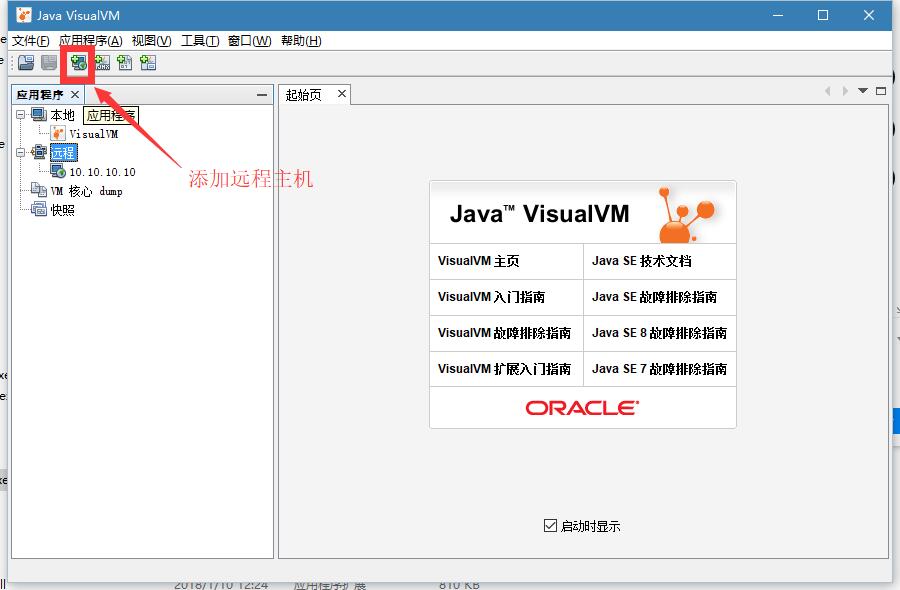 Java VisualVM
文件(F) 应用程序(A) 视图(V) 工具(T) 窗口(W) 帮助(H)
应用程序
起始页
本地
应用程序
VisualVM
远程
10.10.10.10
添加远程主机
VM 核心 dump
快照
Java™ VisualVM
VisualVM 主页
Java SE 技术文档
VisualVM 入门指南
Java SE 故障排除指南
VisualVM 故障排除指南
Java SE 8 故障排除指南
VisualVM 扩展入门指南
Java SE 7 故障排除指南
ORACLE®
启动时显示
2018/1/10 12:24 应用程序扩展 810 KB